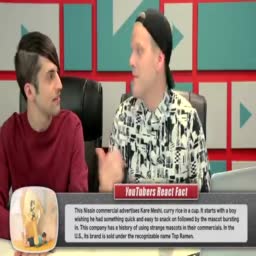 YouTubers React Fact
This Nissin commercial advertises Kare Meshi, curry rice in a cup. It starts with a boy
wishing he had something quick and easy to snack on followed by the mascot bursting
in. This company has a history of using strange mascots in their commercials. In the
U.S., its brand is sold under the recognizable name Top Ramen.